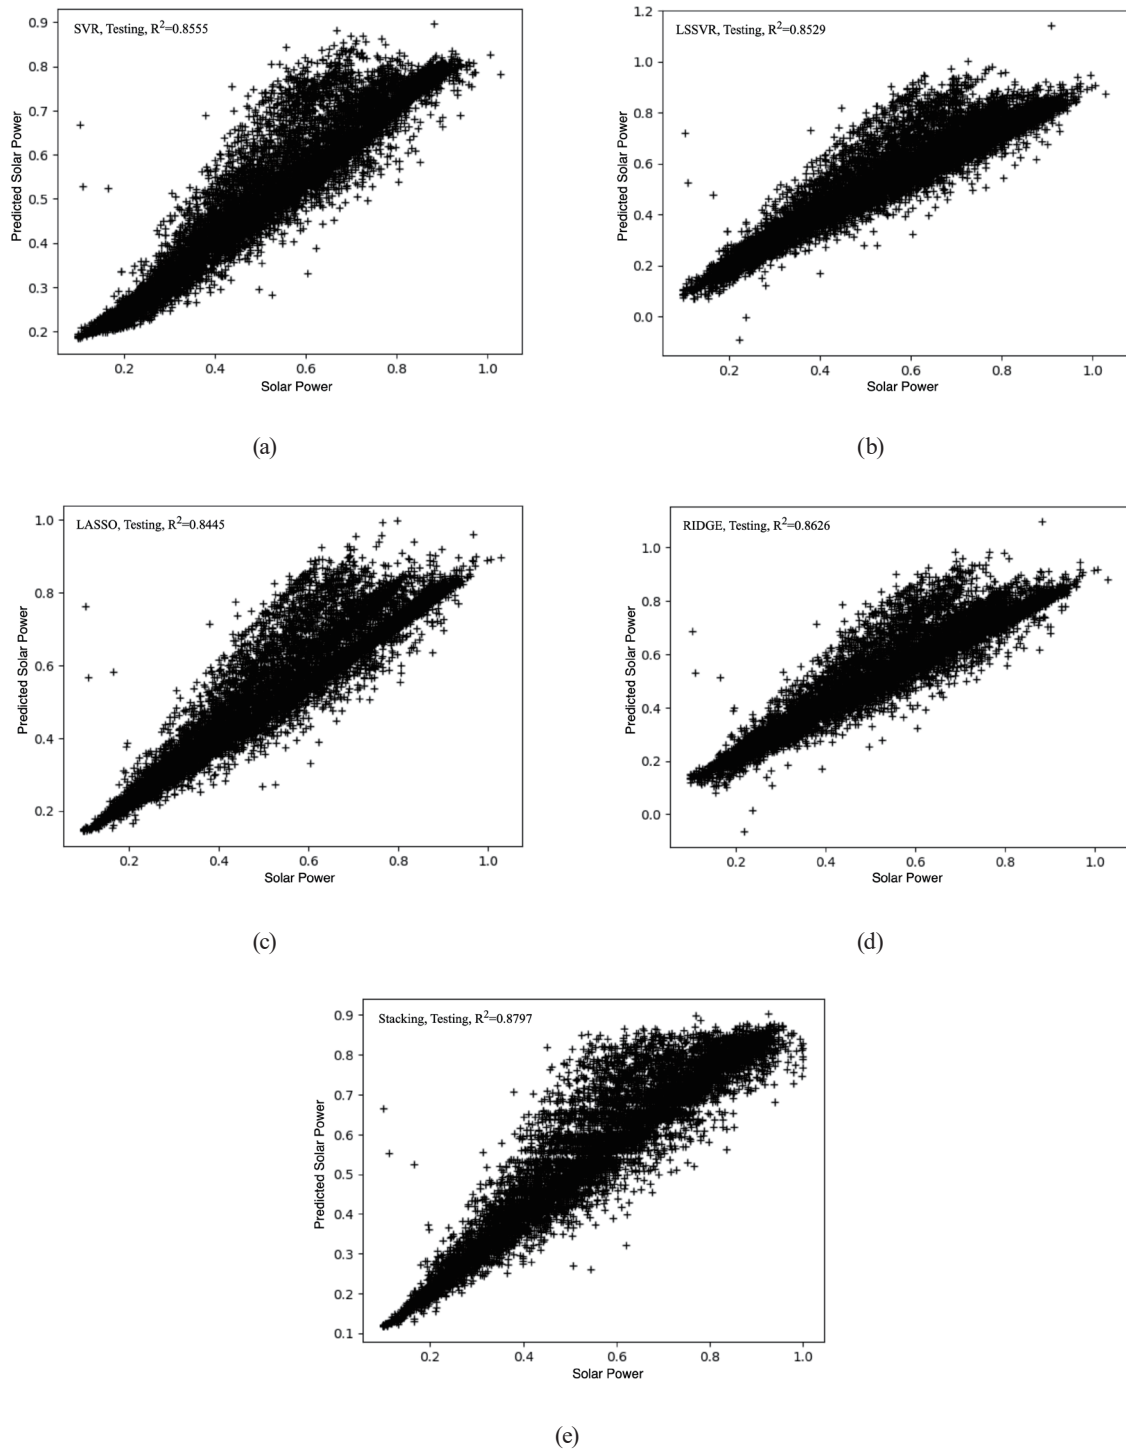 SVR, Testing, R²=0.8555
0.9
0.8
0.7
0.6
0.5
0.4
0.3
0.2
Predicted Solar Power
0.2 0.4 0.6 0.8 1.0
Solar Power
(a)
LSSVR, Testing, R²=0.8529
1.2
1.0
0.8
0.6
0.4
0.2
0.0
Predicted Solar Power
0.2 0.4 0.6 0.8 1.0
Solar Power
(b)
LASSO, Testing, R²=0.8445
1.0
0.8
0.6
0.4
0.2
Predicted Solar Power
0.2 0.4 0.6 0.8 1.0
Solar Power
(c)
RIDGE, Testing, R²=0.8626
1.0
0.8
0.6
0.4
0.2
0.0
Predicted Solar Power
0.2 0.4 0.6 0.8 1.0
Solar Power
(d)
Stacking, Testing, R²=0.8797
0.9
0.8
0.7
0.6
0.5
0.4
0.3
0.2
0.1
Predicted Solar Power
0.2 0.4 0.6 0.8 1.0
Solar Power
(e)